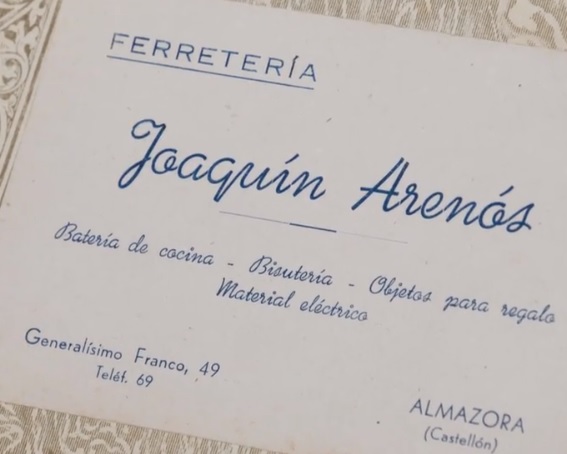 FERRETERÍA
Joaquín Arenós
Batería de cocina - Bisutería - Objetos para regalo
Material eléctrico
Generalísimo Franco, 49
Teléf. 69
ALMAZORA
(Castellón)